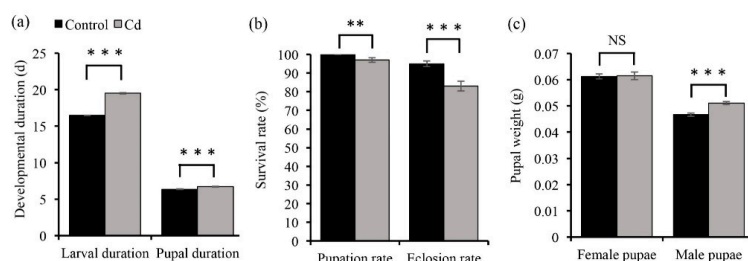 (a)
Control Cd
Developmental duration (d)
25
20
15
10
5
0
* * *
* * *
Larval duration Pupal duration
(b)
Survival rate (%)
100
90
80
70
60
50
40
30
20
10
0
* *
* * *
Pupation rate Eclosion rate
(c)
Pupal weight (g)
0.07
0.06
0.05
0.04
0.03
0.02
0.01
0
NS
* * *
Female pupae Male pupae